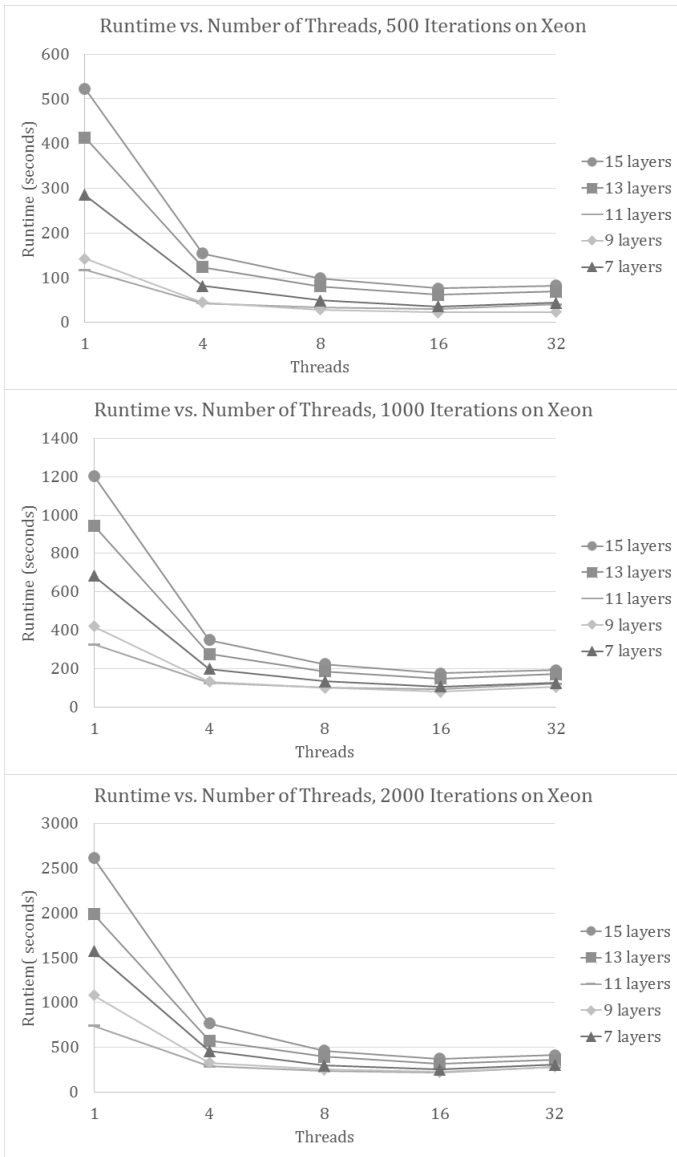 Runtime vs. Number of Threads, 500 Iterations on Xeon
600
500
400
300
200
100
0
Runtime (seconds)
1 4 8 16 32
Threads
15 layers
13 layers
11 layers
9 layers
7 layers
Runtime vs. Number of Threads, 1000 Iterations on Xeon
1400
1200
1000
800
600
400
200
0
Runtime (seconds)
1 4 8 16 32
Threads
15 layers
13 layers
11 layers
9 layers
7 layers
Runtime vs. Number of Threads, 2000 Iterations on Xeon
3000
2500
2000
1500
1000
500
0
Runtiem( seconds)
1 4 8 16 32
Threads
15 layers
13 layers
11 layers
9 layers
7 layers